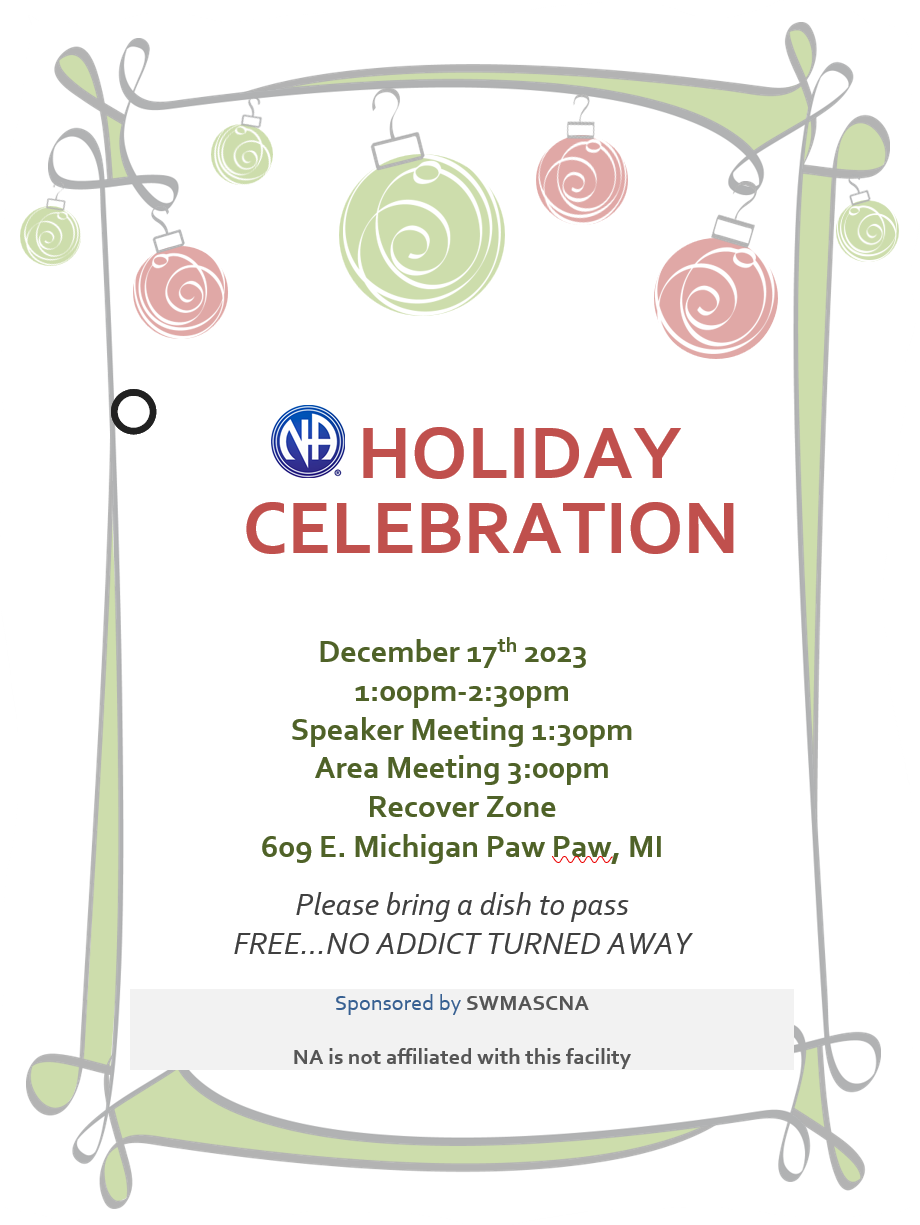 NA ® HOLIDAY
CELEBRATION
December 17th 2023
1:00pm-2:30pm
Speaker Meeting 1:30pm
Area Meeting 3:00pm
Recover Zone
609 E. Michigan Paw Paw, MI
Please bring a dish to pass
FREE...NO ADDICT TURNED AWAY
Sponsored by SWMASCNA
NA is not affiliated with this facility